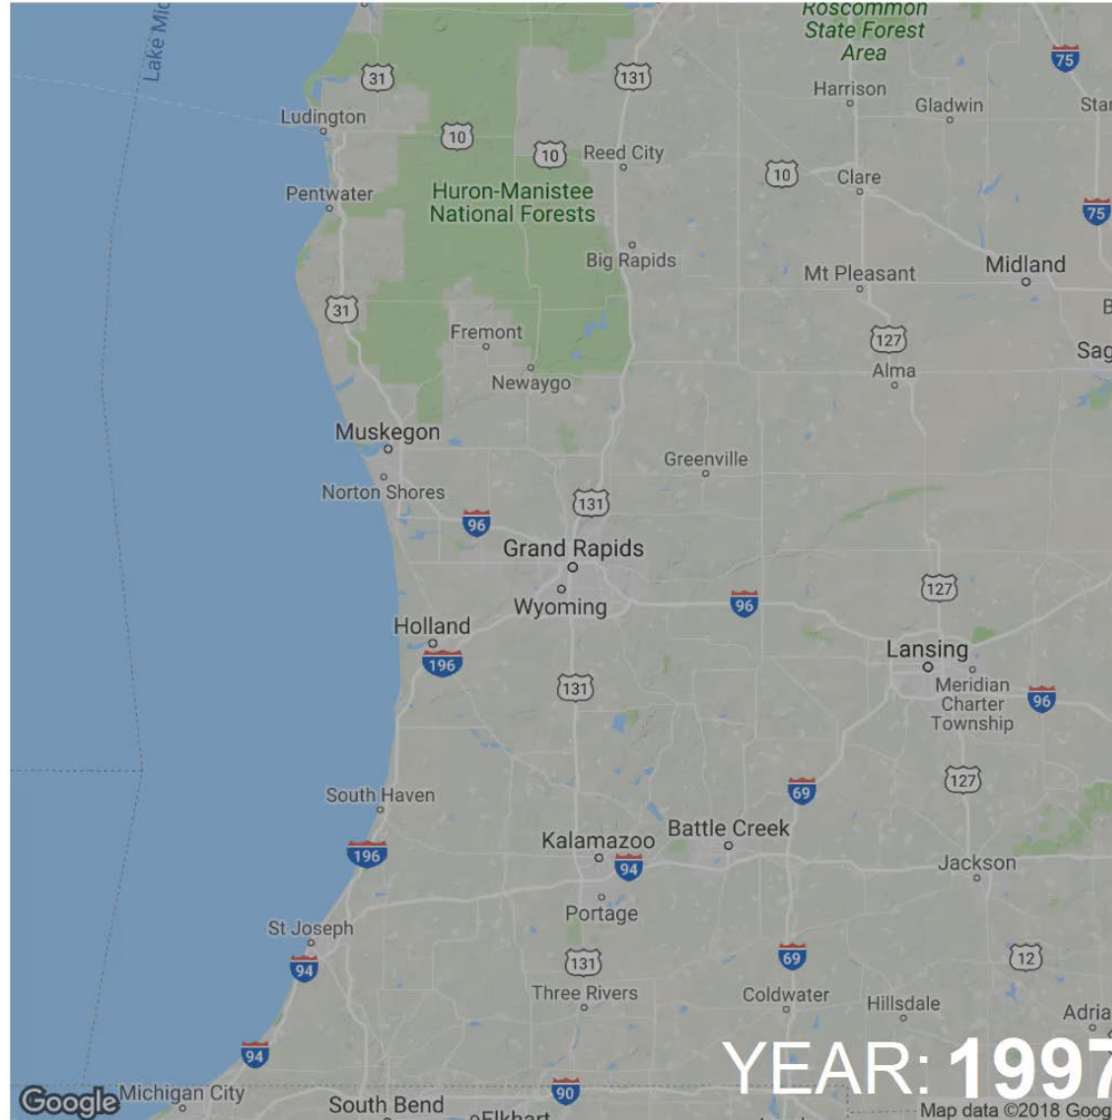 Roscommon
State Forest
Area
Lake Mic
31
131
75
Harrison
Gladwin
Star
Ludington
10
10
Reed City
10
Clare
Pentwater
Huron-Manistee
National Forests
75
Big Rapids
Mt Pleasant
Midland
31
B
Fremont
127
Sag
Newaygo
Alma
Muskegon
Greenville
Norton Shores
131
96
Grand Rapids
Wyoming
96
127
Holland
196
Lansing
131
Meridian
Charter
Township
96
South Haven
69
127
Kalamazoo
Battle Creek
196
94
Jackson
Portage
St Joseph
94
131
69
12
Three Rivers
Coldwater
Hillsdale
Adria
94
YEAR: 1997
Google
Michigan City
90
South Bend
Elkhart
Map data ©2018 Goog